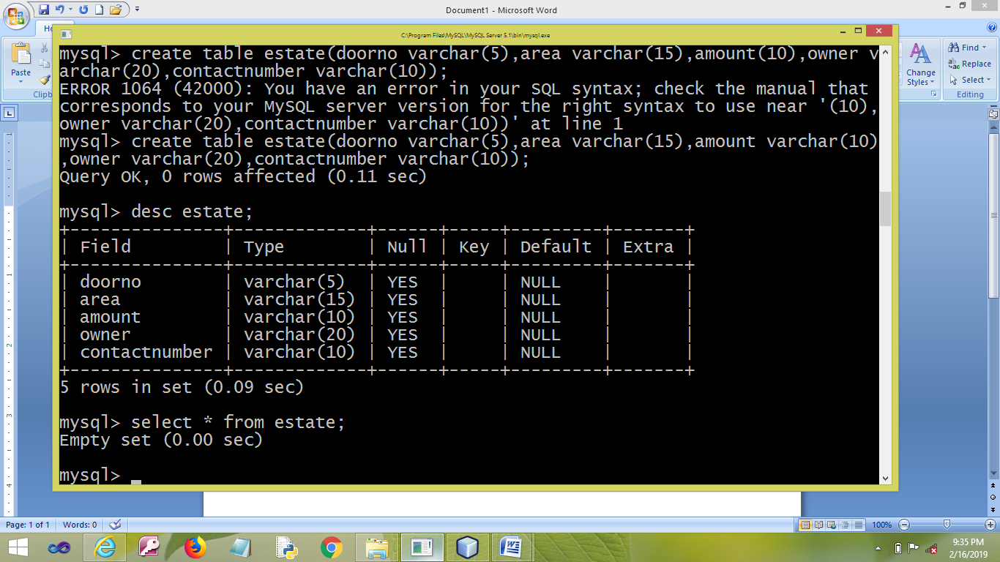 Document1 - Microsoft Word
Ho
Paste
Clipb
Change
Styles
Find
Replace
Select
Editing
C:\Program Files\MySQL\MySQL Server 5.1\bin\mysql.exe
mysql> create table estate(doorno varchar(5),area varchar(15),amount(10),owner v
archar(20),contactnumber varchar(10));
ERROR 1064 (42000): You have an error in your SQL syntax; check the manual that
corresponds to your MySQL server version for the right syntax to use near '(10),
owner varchar(20),contactnumber varchar(10))' at line 1
mysql> create table estate(doorno varchar(5),area varchar(15),amount varchar(10)
,owner varchar(20),contactnumber varchar(10));
Query OK, 0 rows affected (0.11 sec)
mysql> desc estate;
+---------------+-------------+------+-----+---------+-------+
| Field         | Type        | Null | Key | Default | Extra |
+---------------+-------------+------+-----+---------+-------+
| doorno        | varchar(5)  | YES  |     | NULL    |       |
| area          | varchar(15) | YES  |     | NULL    |       |
| amount        | varchar(10) | YES  |     | NULL    |       |
| owner         | varchar(20) | YES  |     | NULL    |       |
| contactnumber | varchar(10) | YES  |     | NULL    |       |
+---------------+-------------+------+-----+---------+-------+
5 rows in set (0.09 sec)
mysql> select * from estate;
Empty set (0.00 sec)
mysql>
Page: 1 of 1 Words: 0 100%
9:35 PM
2/16/2019